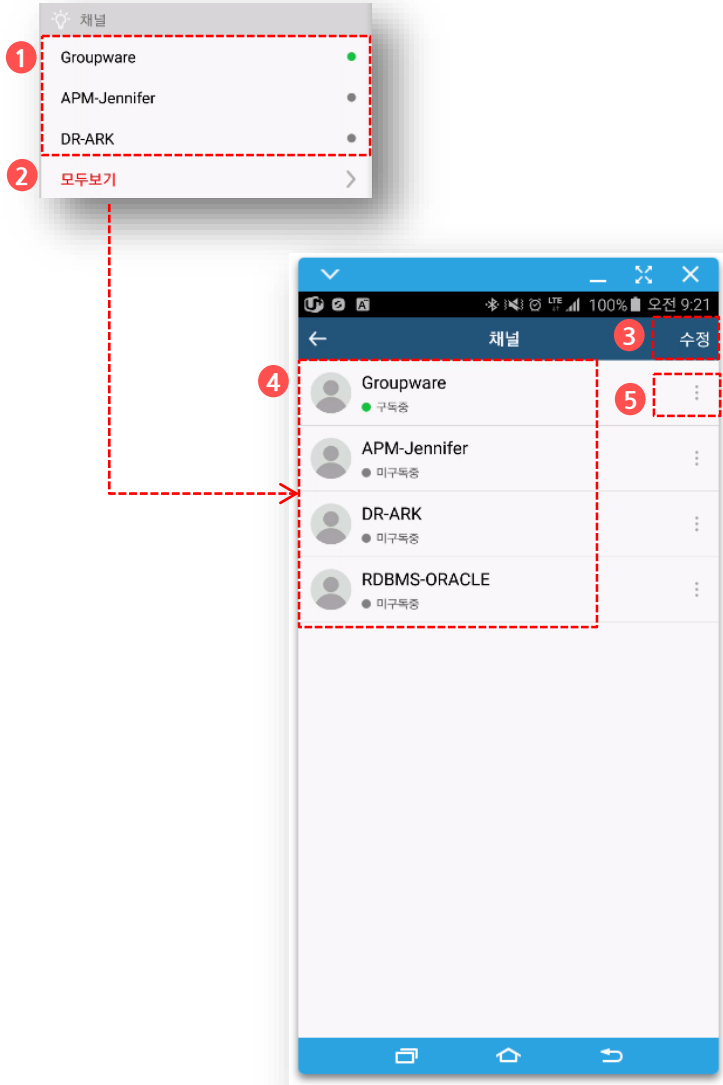 채널
1
Groupware
APM-Jennifer
DR-ARK
2
모두보기
LTE 100% 오전 9:21
채널
3
수정
4
Groupware
구독중
5
APM-Jennifer
미구독중
DR-ARK
미구독중
RDBMS-ORACLE
미구독중